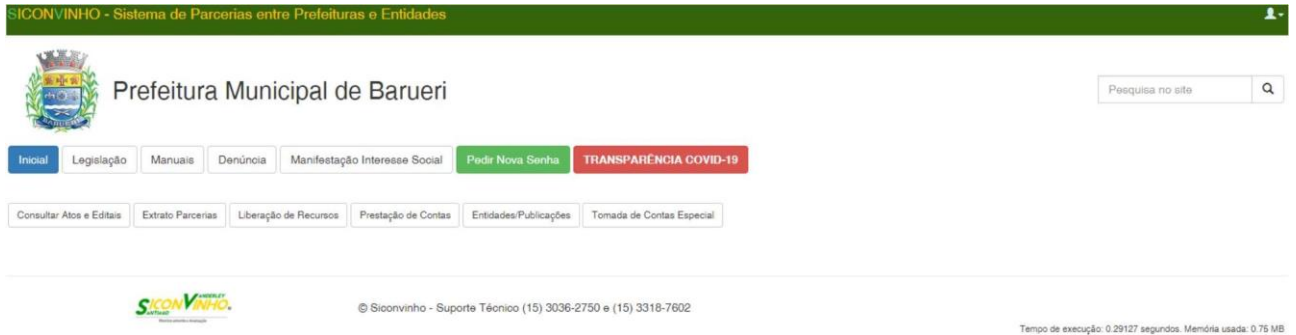 SICONVINHO - Sistema de Parcerias entre Prefeituras e Entidades
BARUERI
Prefeitura Municipal de Barueri
Pesquisa no site
Inicial Legislação Manuais Denúncia Manifestação Interesse Social Pedir Nova Senha TRANSPARÊNCIA COVID-19
Consultar Atos e Editais Extrato Parcerias Liberação de Recursos Prestação de Contas Entidades/Publicações Tomada de Contas Especial
SICONVINHO.
© Siconvinho - Suporte Técnico (15) 3036-2750 e (15) 3318-7602
Tempo de execução: 0.29127 segundos. Memória usada: 0.75 MB